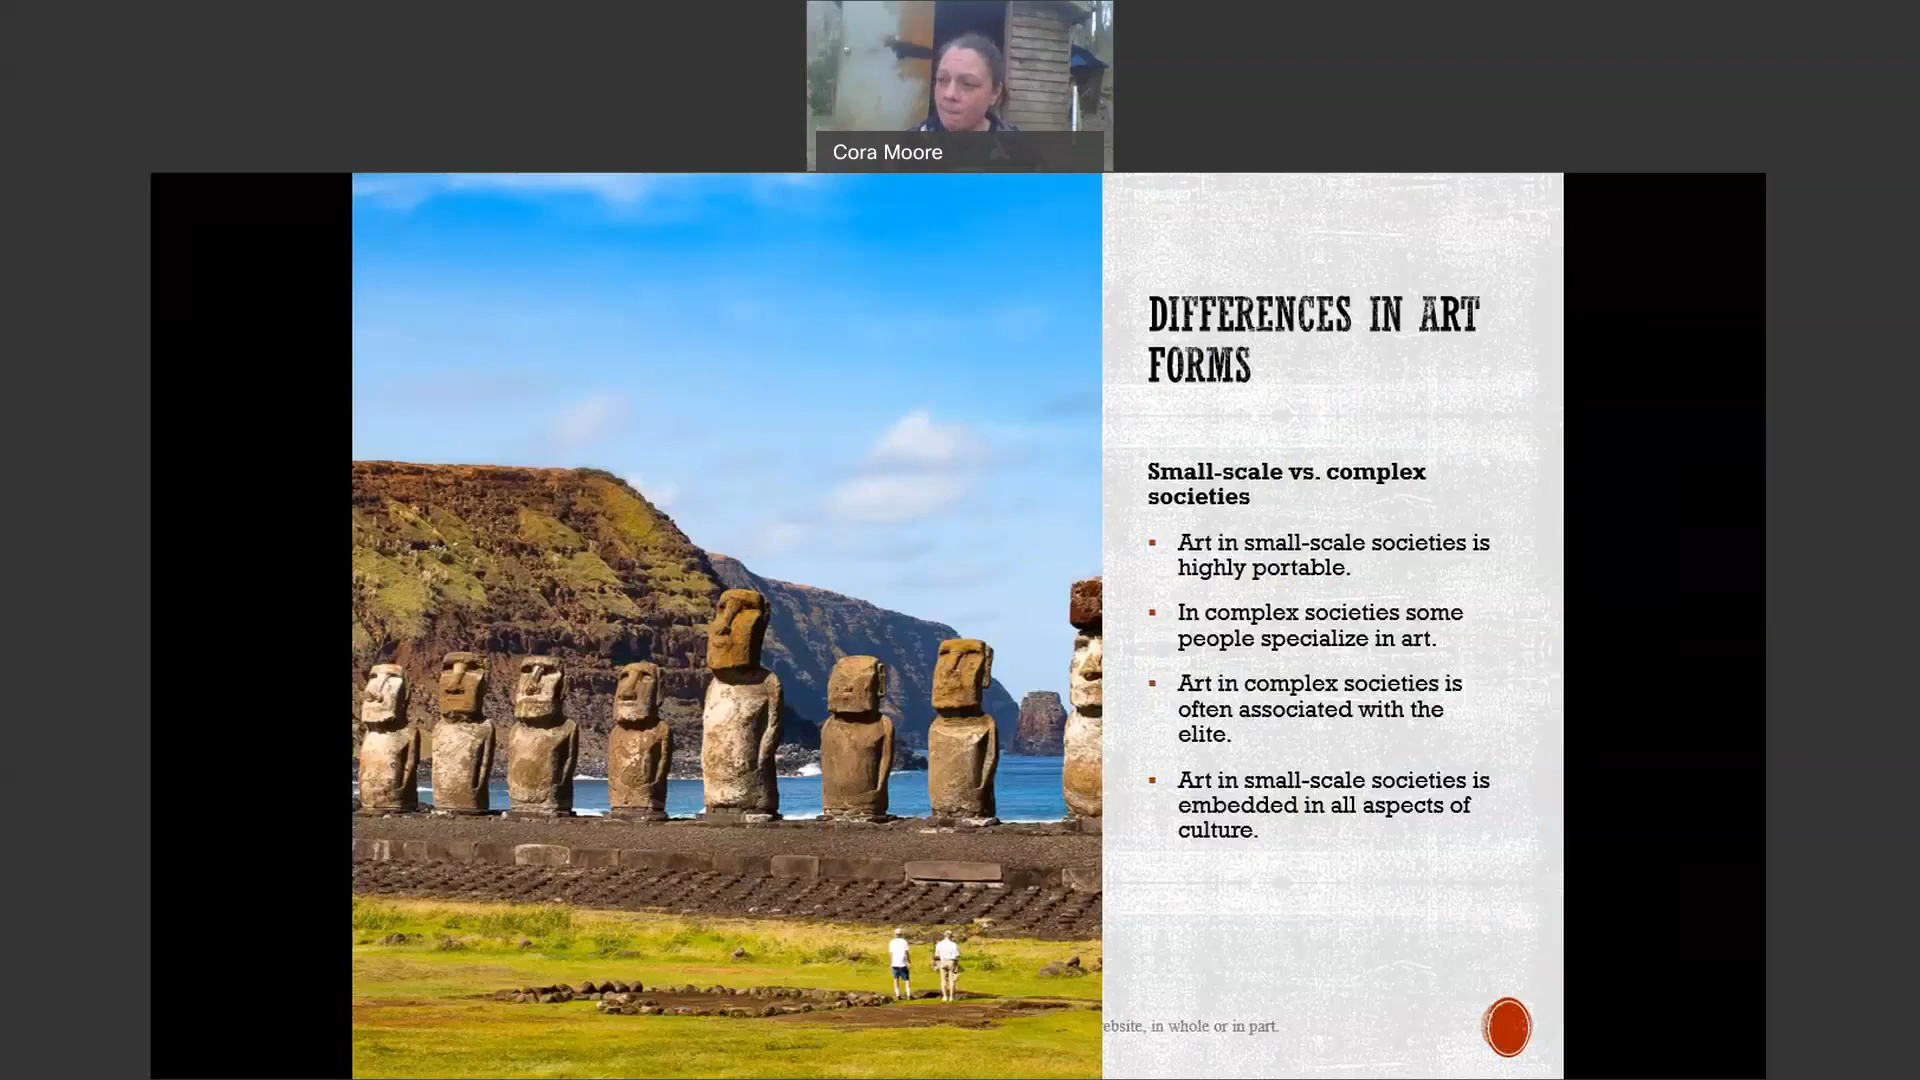 Cora Moore
DIFFERENCES IN ART
FORMS
Small-scale vs. complex
societies
▪ Art in small-scale societies is
highly portable.
▪ In complex societies some
people specialize in art.
▪ Art in complex societies is
often associated with the
elite.
▪ Art in small-scale societies is
embedded in all aspects of
culture.
ebsite, in whole or in part.